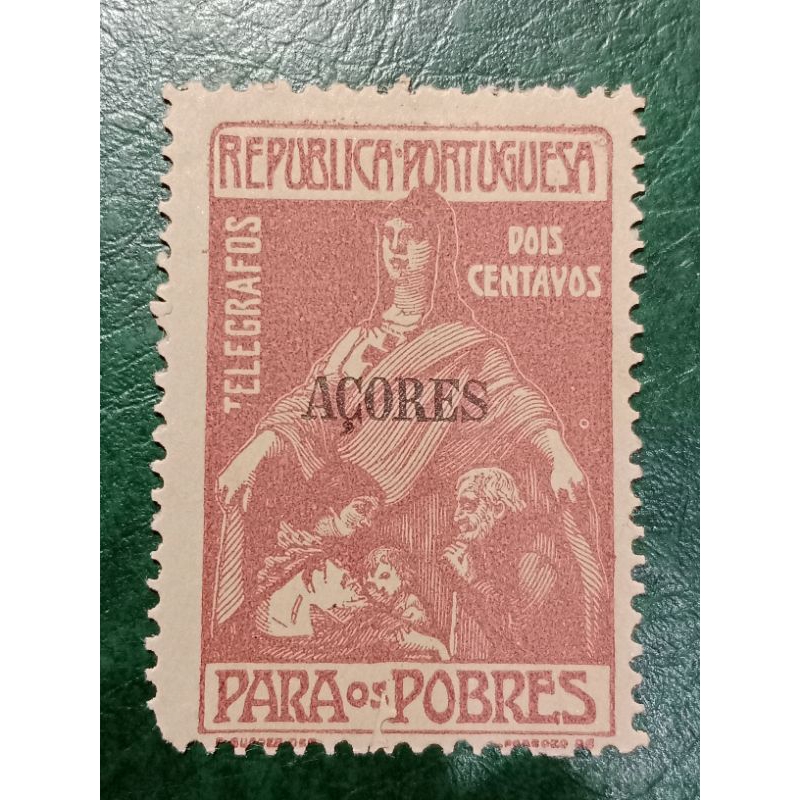 REPUBLICA·PORTUGUESA
TELEGRAFOS
DOIS
CENTAVOS
AÇORES
PARA OS POBRES